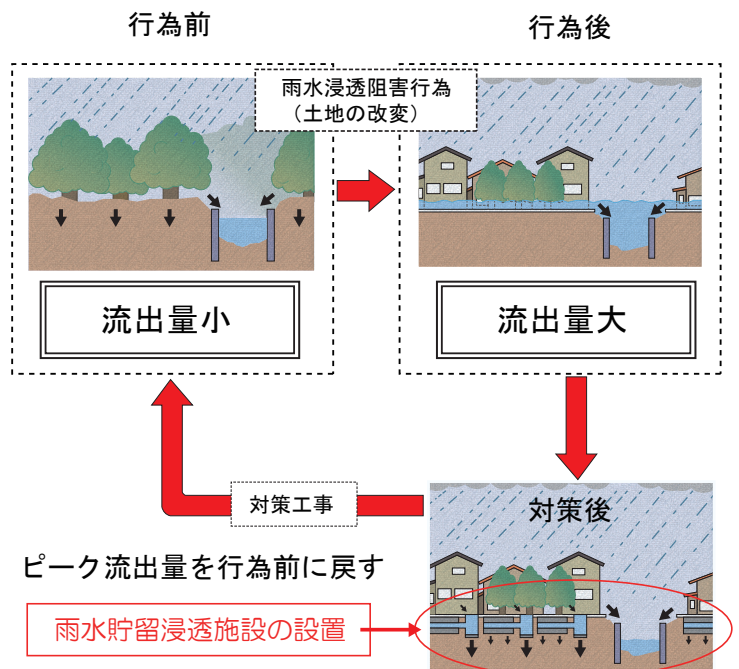 行為前
行為後
雨水浸透阻害行為
（土地の改変）
流出量小
流出量大
対策工事
対策後
ピーク流出量を行為前に戻す
雨水貯留浸透施設の設置